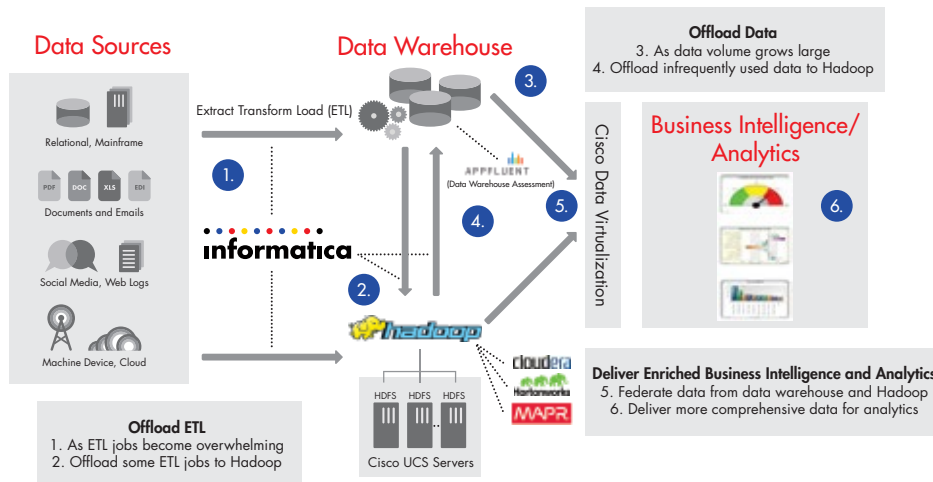 Data Sources
Relational, Mainframe
PDF DOC XLS EDI
Documents and Emails
Social Media, Web Logs
Machine Device, Cloud
Offload ETL
1. As ETL jobs become overwhelming
2. Offload some ETL jobs to Hadoop
Extract Transform Load (ETL)
1.
informatica
Data Warehouse
3.
APPFLUENT
(Data Warehouse Assessment)
5.
4.
2.
hadoop
HDFS HDFS HDFS
Cisco UCS Servers
cloudera
Hortonworks
MAPR
Offload Data
3. As data volume grows large
4. Offload infrequently used data to Hadoop
Cisco Data Virtualization
Business Intelligence/
Analytics
6.
Deliver Enriched Business Intelligence and Analytics
5. Federate data from data warehouse and Hadoop
6. Deliver more comprehensive data for analytics